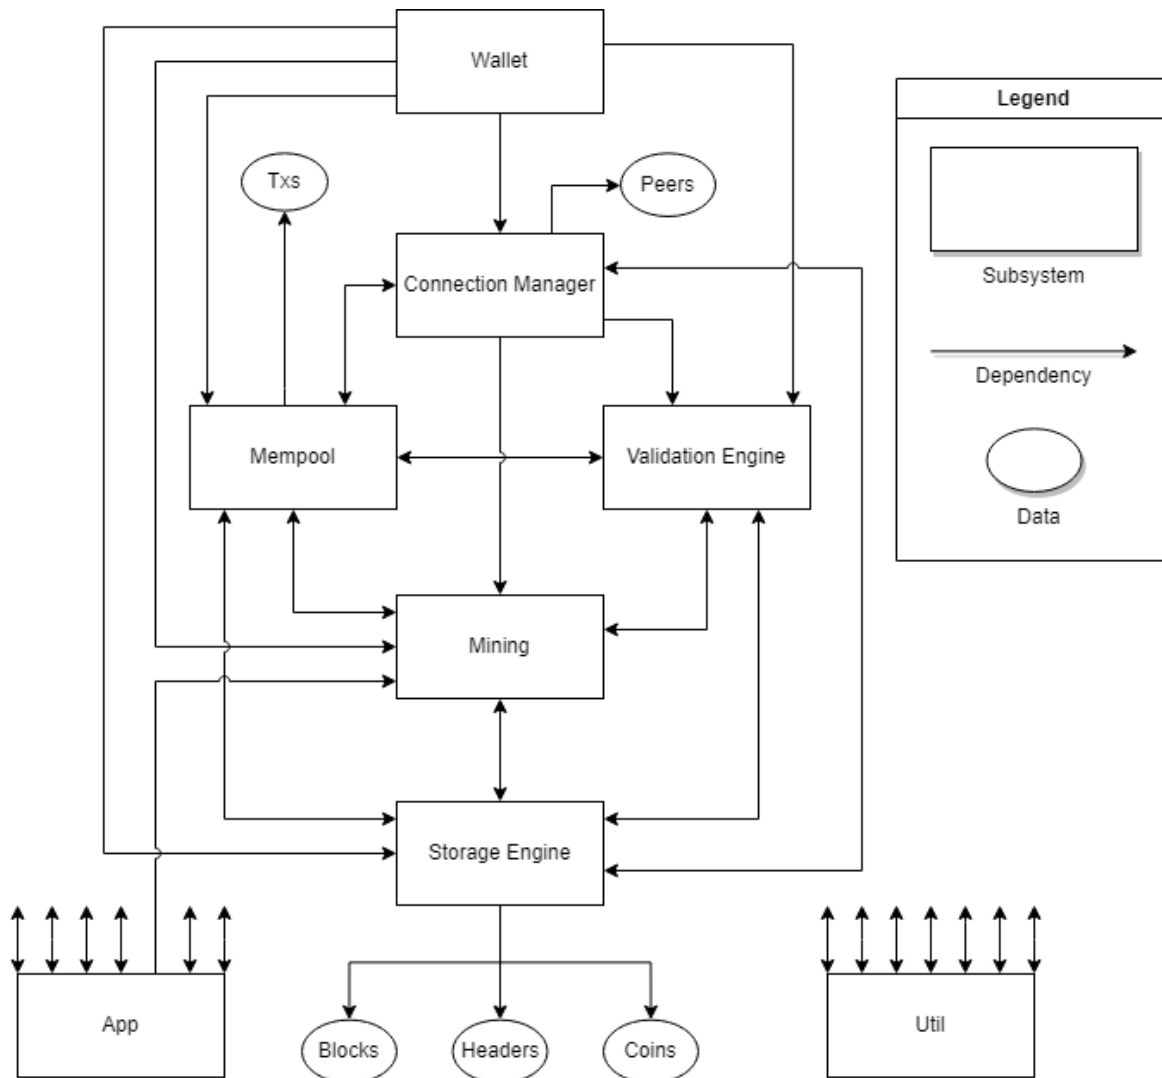 Wallet
Legend
Txs
Peers
Subsystem
Connection Manager
Dependency
Mempool
Validation Engine
Data
Mining
Storage Engine
App
Util
Blocks
Headers
Coins